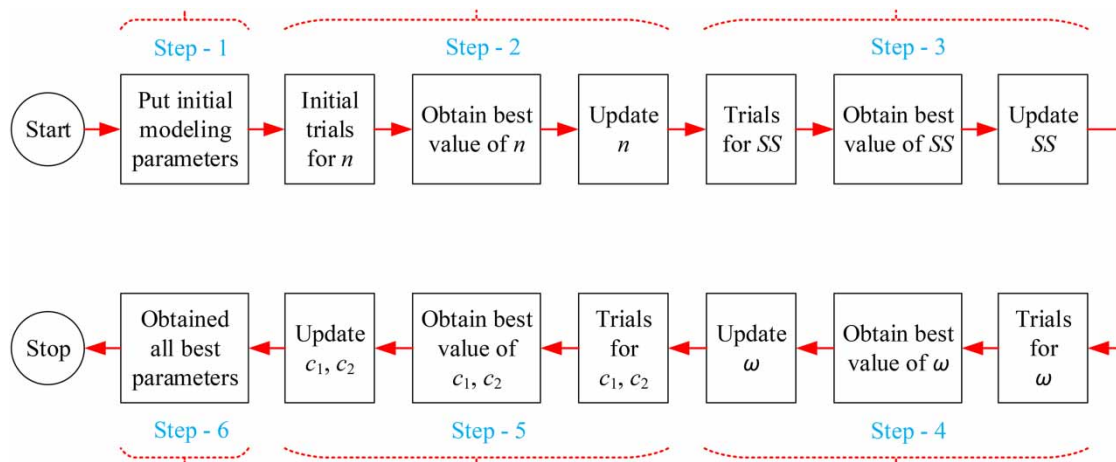 Step - 1
Step - 2
Step - 3
Start
Put initial
modeling
parameters
Initial
trials
for n
Obtain best
value of n
Update
n
Trials
for SS
Obtain best
value of SS
Update
SS
Trials
for
ω
Obtain best
value of ω
Update
ω
Trials
for
c₁, c₂
Obtain best
value of
c₁, c₂
Update
c₁, c₂
Obtained
all best
parameters
Stop
Step - 6
Step - 5
Step - 4